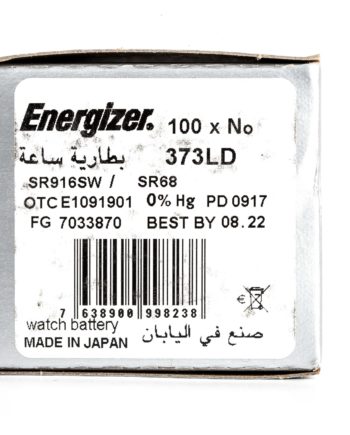 Energizer. 100 x No
بطارية ساعة 373LD
SR916SW / SR68
OTC E1091901 0% Hg PD 0917
FG 7033870 BEST BY 08.22
7 638900 998238
watch battery صنع في اليابان
MADE IN JAPAN